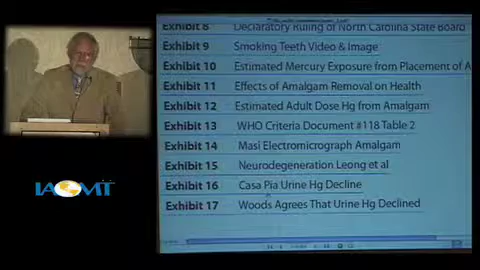 Exhibit 8 Declaratory Ruling of North Carolina State Board
Exhibit 9 Smoking Teeth Video & Image
Exhibit 10 Estimated Mercury Exposure from Placement of A
Exhibit 11 Effects of Amalgam Removal on Health
Exhibit 12 Estimated Adult Dose Hg from Amalgam
Exhibit 13 WHO Criteria Document #118 Table 2
Exhibit 14 Masi Electromicrograph Amalgam
Exhibit 15 Neurodegeneration Leong et al
Exhibit 16 Casa Pia Urine Hg Decline
Exhibit 17 Woods Agrees That Urine Hg Declined
IAOMT